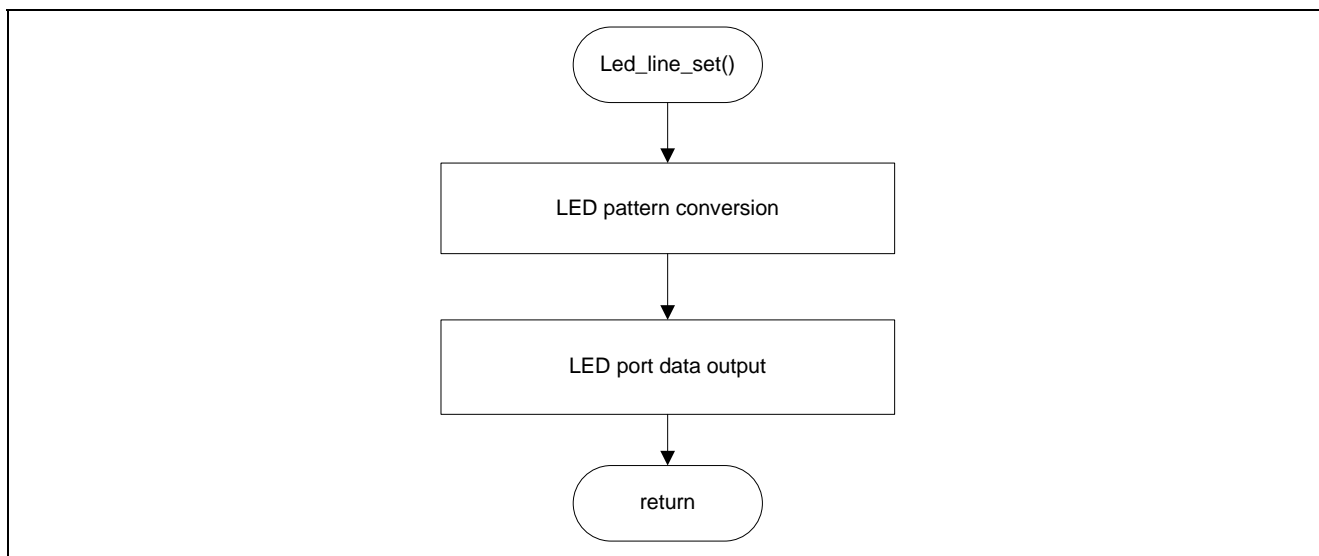 Led_line_set()
LED pattern conversion
LED port data output
return